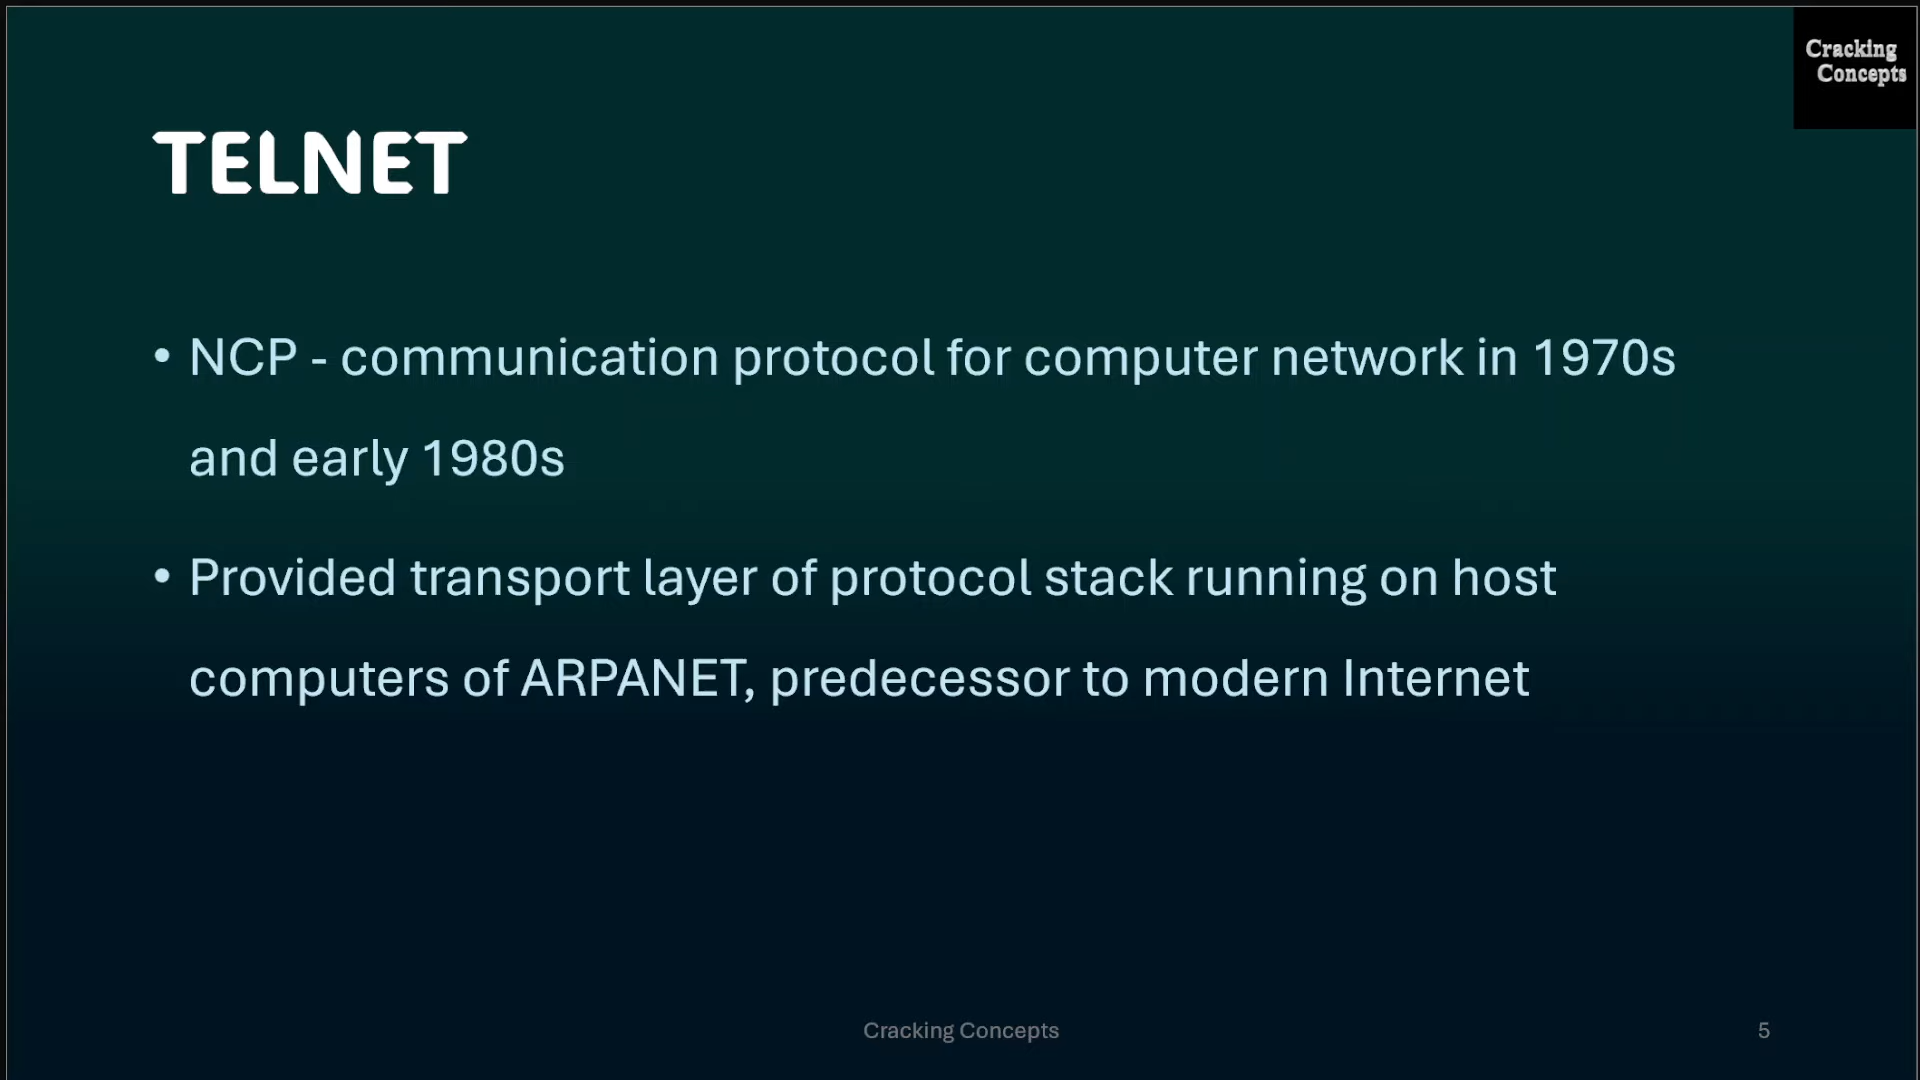 Cracking
Concepts
TELNET
• NCP - communication protocol for computer network in 1970s
and early 1980s
• Provided transport layer of protocol stack running on host
computers of ARPANET, predecessor to modern Internet
Cracking Concepts
5